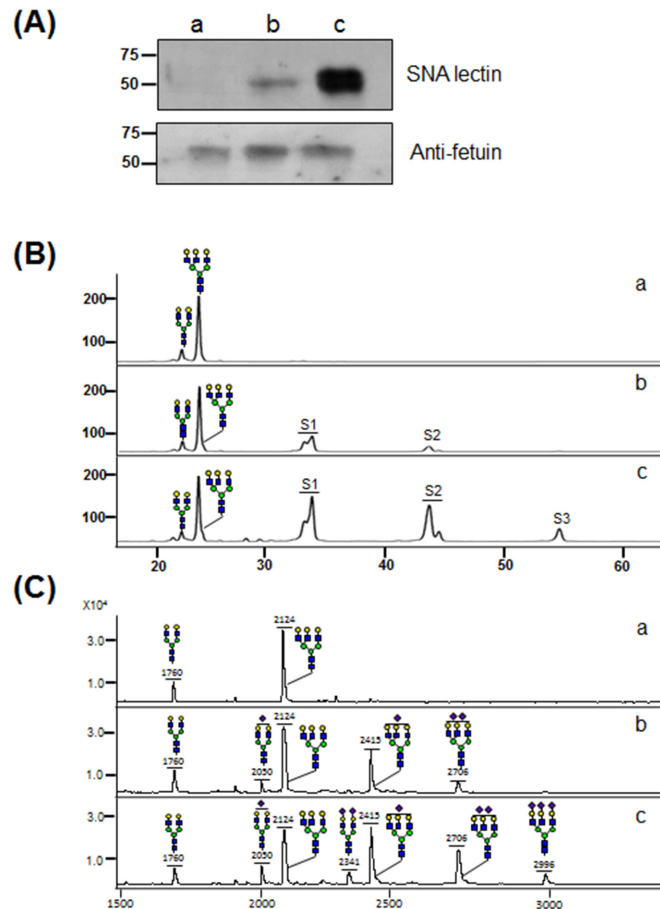 (A)
a b c
75
50
SNA lectin
75
50
Anti-fetuin
(B)
a
200
100
b
200
100
S1
S2
c
200
100
S1
S2
S3
20 30 40 50 60
(C)
X10⁴
a
3.0
1.0
1760
2124
b
3.0
1.0
1760
2050
2124
2415
2706
c
3.0
1.0
1760
2050
2124
2341
2415
2706
2996
1500 2000 2500 3000